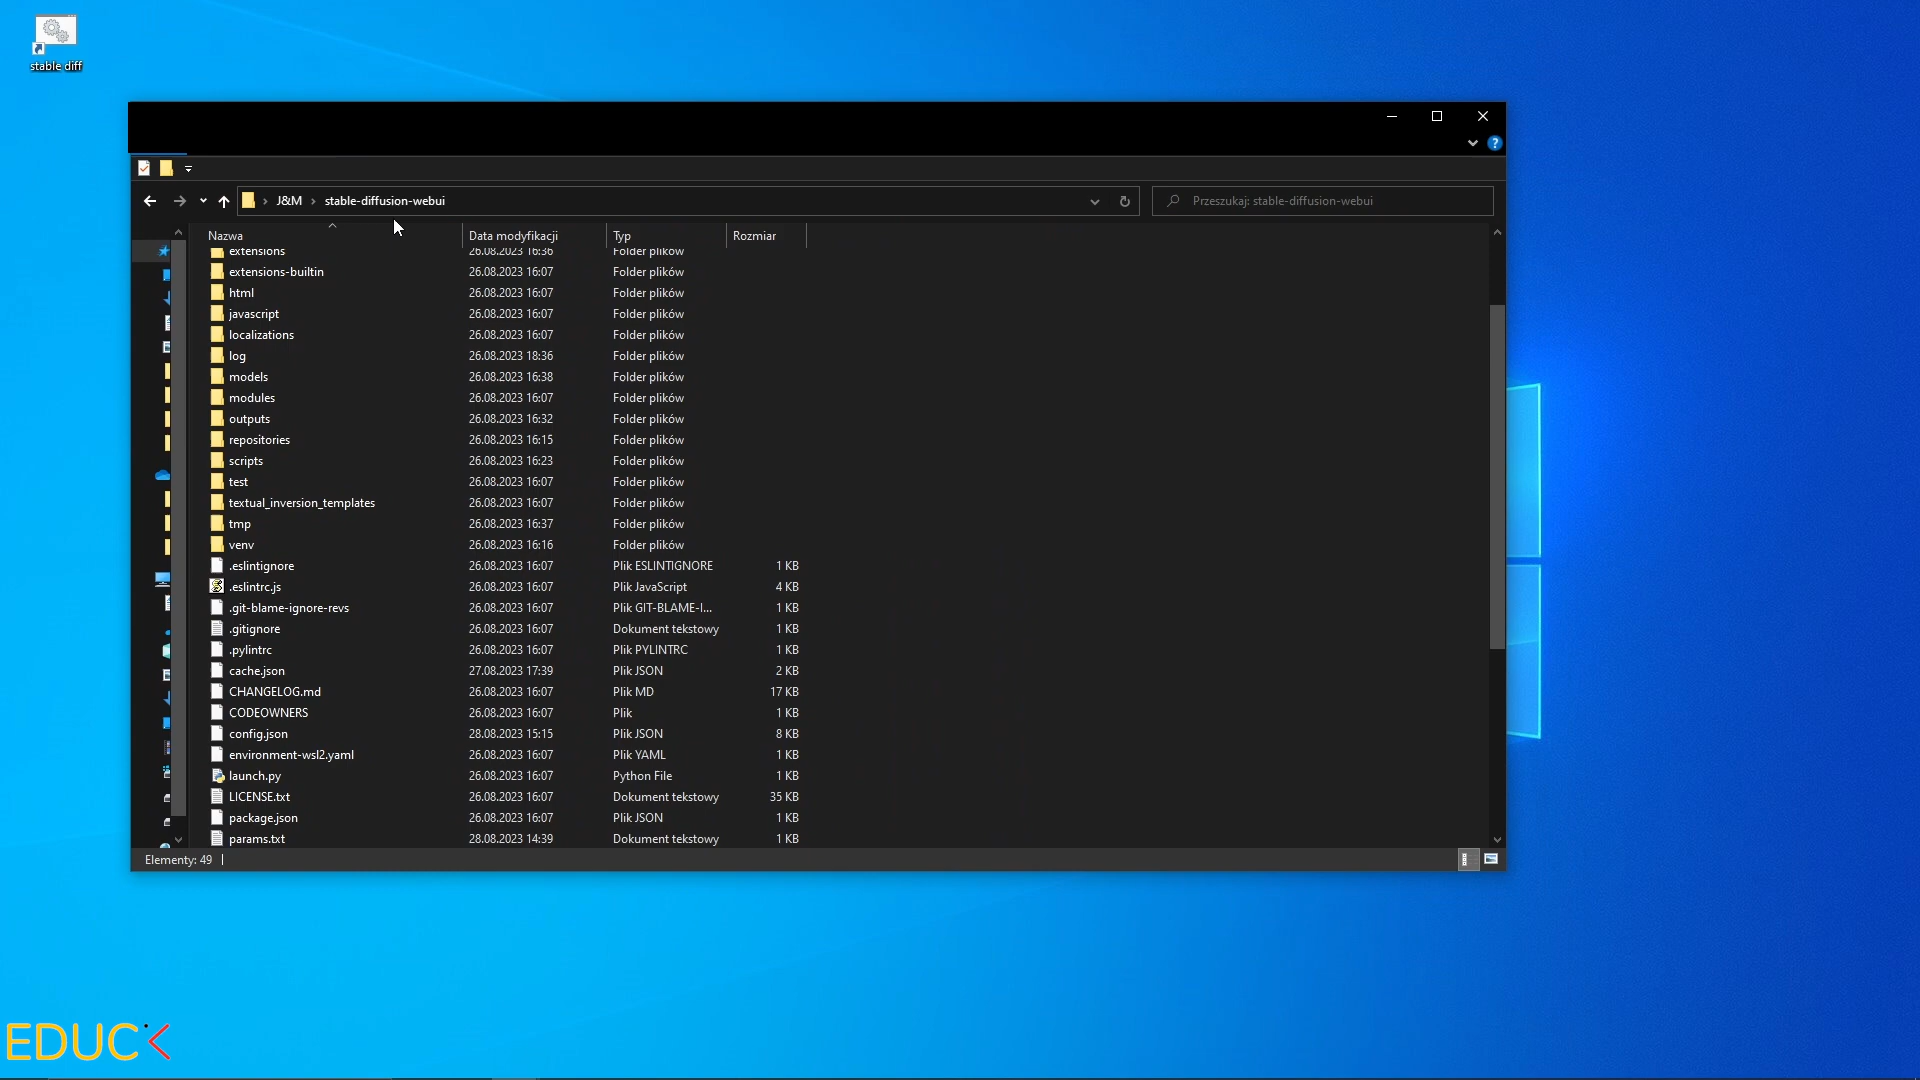 stable diff
J&M
stable-diffusion-webui
Przeszukaj: stable-diffusion-webui
Nazwa Data modyfikacji Typ Rozmiar
extensions 26.08.2023 16:36 Folder plików
extensions-builtin 26.08.2023 16:07 Folder plików
html 26.08.2023 16:07 Folder plików
javascript 26.08.2023 16:07 Folder plików
localizations 26.08.2023 16:07 Folder plików
log 26.08.2023 18:36 Folder plików
models 26.08.2023 16:38 Folder plików
modules 26.08.2023 16:07 Folder plików
outputs 26.08.2023 16:32 Folder plików
repositories 26.08.2023 16:15 Folder plików
scripts 26.08.2023 16:23 Folder plików
test 26.08.2023 16:07 Folder plików
textual_inversion_templates 26.08.2023 16:07 Folder plików
tmp 26.08.2023 16:37 Folder plików
venv 26.08.2023 16:16 Folder plików
.eslintignore 26.08.2023 16:07 Plik ESLINTIGNORE 1 KB
.eslintrc.js 26.08.2023 16:07 Plik JavaScript 4 KB
.git-blame-ignore-revs 26.08.2023 16:07 Plik GIT-BLAME-I... 1 KB
.gitignore 26.08.2023 16:07 Dokument tekstowy 1 KB
.pylintrc 26.08.2023 16:07 Plik PYLINTRC 1 KB
cache.json 27.08.2023 17:39 Plik JSON 2 KB
CHANGELOG.md 26.08.2023 16:07 Plik MD 17 KB
CODEOWNERS 26.08.2023 16:07 Plik 1 KB
config.json 28.08.2023 15:15 Plik JSON 8 KB
environment-wsl2.yaml 26.08.2023 16:07 Plik YAML 1 KB
launch.py 26.08.2023 16:07 Python File 1 KB
LICENSE.txt 26.08.2023 16:07 Dokument tekstowy 35 KB
package.json 26.08.2023 16:07 Plik JSON 1 KB
params.txt 28.08.2023 14:39 Dokument tekstowy 1 KB
Elementy: 49
EDUC